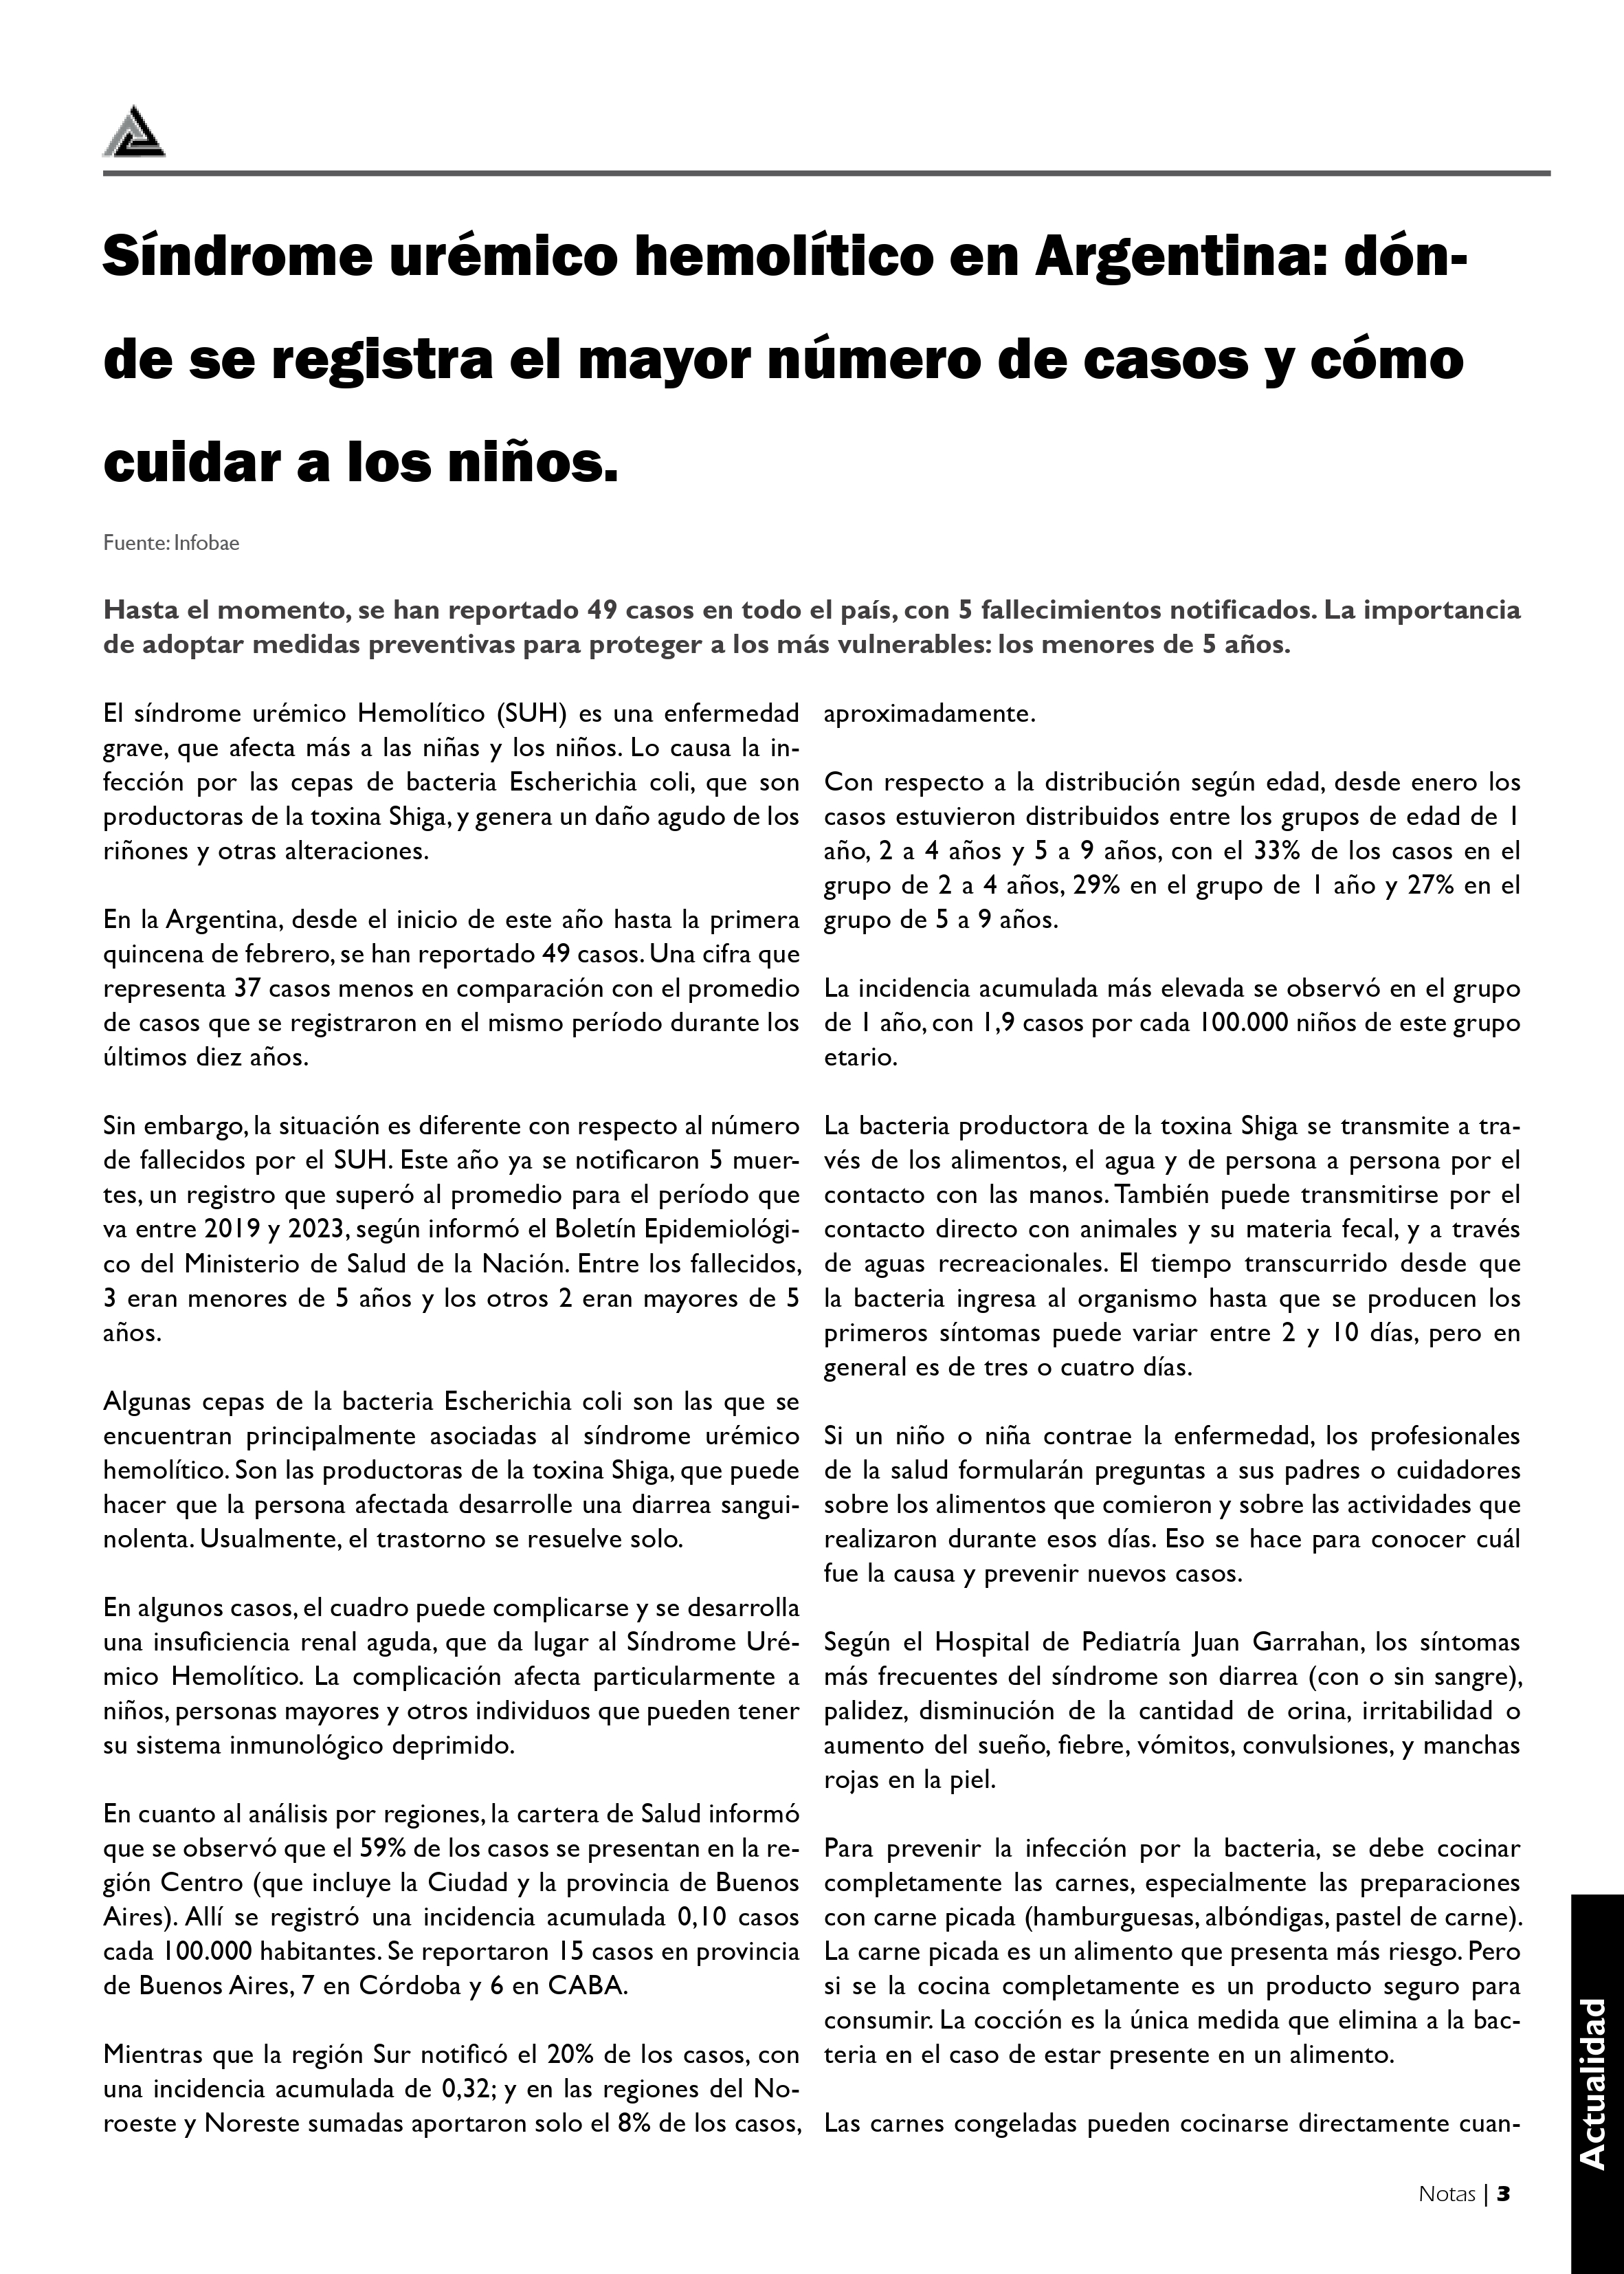 Síndrome urémico hemolítico en Argentina: dón-
de se registra el mayor número de casos y cómo
cuidar a los niños.
Fuente: Infobae
Hasta el momento, se han reportado 49 casos en todo el país, con 5 fallecimientos notificados. La importancia
de adoptar medidas preventivas para proteger a los más vulnerables: los menores de 5 años.
El síndrome urémico Hemolítico (SUH) es una enfermedad
grave, que afecta más a las niñas y los niños. Lo causa la in-
fección por las cepas de bacteria Escherichia coli, que son
productoras de la toxina Shiga, y genera un daño agudo de los
riñones y otras alteraciones.
En la Argentina, desde el inicio de este año hasta la primera
quincena de febrero, se han reportado 49 casos. Una cifra que
representa 37 casos menos en comparación con el promedio
de casos que se registraron en el mismo período durante los
últimos diez años.
Sin embargo, la situación es diferente con respecto al número
de fallecidos por el SUH. Este año ya se notificaron 5 muer-
tes, un registro que superó al promedio para el período que
va entre 2019 y 2023, según informó el Boletín Epidemiológi-
co del Ministerio de Salud de la Nación. Entre los fallecidos,
3 eran menores de 5 años y los otros 2 eran mayores de 5
años.
Algunas cepas de la bacteria Escherichia coli son las que se
encuentran principalmente asociadas al síndrome urémico
hemolítico. Son las productoras de la toxina Shiga, que puede
hacer que la persona afectada desarrolle una diarrea sangui-
nolenta. Usualmente, el trastorno se resuelve solo.
En algunos casos, el cuadro puede complicarse y se desarrolla
una insuficiencia renal aguda, que da lugar al Síndrome Uré-
mico Hemolítico. La complicación afecta particularmente a
niños, personas mayores y otros individuos que pueden tener
su sistema inmunológico deprimido.
En cuanto al análisis por regiones, la cartera de Salud informó
que se observó que el 59% de los casos se presentan en la re-
gión Centro (que incluye la Ciudad y la provincia de Buenos
Aires). Allí se registró una incidencia acumulada 0,10 casos
cada 100.000 habitantes. Se reportaron 15 casos en provincia
de Buenos Aires, 7 en Córdoba y 6 en CABA.
Mientras que la región Sur notificó el 20% de los casos, con
una incidencia acumulada de 0,32; y en las regiones del No-
roeste y Noreste sumadas aportaron solo el 8% de los casos,
aproximadamente.
Con respecto a la distribución según edad, desde enero los
casos estuvieron distribuidos entre los grupos de edad de 1
año, 2 a 4 años y 5 a 9 años, con el 33% de los casos en el
grupo de 2 a 4 años, 29% en el grupo de 1 año y 27% en el
grupo de 5 a 9 años.
La incidencia acumulada más elevada se observó en el grupo
de 1 año, con 1,9 casos por cada 100.000 niños de este grupo
etario.
La bacteria productora de la toxina Shiga se transmite a tra-
vés de los alimentos, el agua y de persona a persona por el
contacto con las manos. También puede transmitirse por el
contacto directo con animales y su materia fecal, y a través
de aguas recreacionales. El tiempo transcurrido desde que
la bacteria ingresa al organismo hasta que se producen los
primeros síntomas puede variar entre 2 y 10 días, pero en
general es de tres o cuatro días.
Si un niño o niña contrae la enfermedad, los profesionales
de la salud formularán preguntas a sus padres o cuidadores
sobre los alimentos que comieron y sobre las actividades que
realizaron durante esos días. Eso se hace para conocer cuál
fue la causa y prevenir nuevos casos.
Según el Hospital de Pediatría Juan Garrahan, los síntomas
más frecuentes del síndrome son diarrea (con o sin sangre),
palidez, disminución de la cantidad de orina, irritabilidad o
aumento del sueño, fiebre, vómitos, convulsiones, y manchas
rojas en la piel.
Para prevenir la infección por la bacteria, se debe cocinar
completamente las carnes, especialmente las preparaciones
con carne picada (hamburguesas, albóndigas, pastel de carne).
La carne picada es un alimento que presenta más riesgo. Pero
si se la cocina completamente es un producto seguro para
consumir. La cocción es la única medida que elimina a la bac-
teria en el caso de estar presente en un alimento.
Las carnes congeladas pueden cocinarse directamente cuan-
Actualidad
Notas | 3